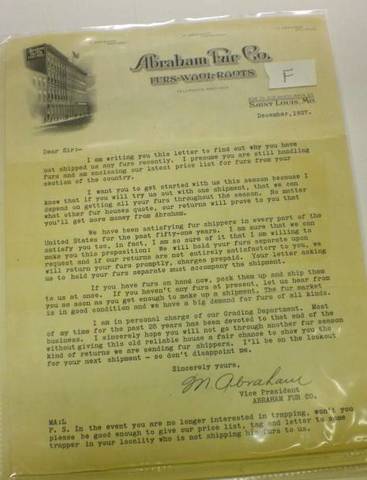 Abraham Fur Co.
FURS·WOOL·ROOTS
F
SAINT LOUIS, MO.
December, 1927.
Dear Sir:-
I am writing you this letter to find out why you have
not shipped us any furs recently. I presume you are still handling
furs and am enclosing our latest price list for furs from your
section of the country.
I want you to get started with us this season because I
know that if you will try us out with one shipment, that we can
depend on getting all your furs throughout the season. No matter
what other fur houses quote, our returns will prove to you that
you'll get more money from Abraham.
We have been satisfying fur shippers in every part of the
United States for the past fifty-one years. I am sure that we can
satisfy you too, in fact, I am so sure of it that I am willing to
make you this proposition: We will hold your furs separate upon
request and if our returns are not entirely satisfactory to you, we
will return your furs promptly, charges prepaid. Your letter asking
us to hold your furs separate must accompany the shipment.
If you have furs on hand now, pack them up and ship them
to us at once. If you haven't any furs at present, let us hear from
you as soon as you get enough to make up a shipment. The fur market
is in good condition and we have a big demand for furs of all kinds.
I am in personal charge of our Grading Department. Most
of my time for the past 25 years has been devoted to that end of the
business. I sincerely hope you will not go through another fur season
without giving this old reliable house a fair chance to show you the
kind of returns we are sending fur shippers. I'll be on the lookout
for your next shipment - so don't disappoint me.
Sincerely yours,
M Abraham
Vice President
ABRAHAM FUR CO.
MA:L
P. S. In the event you are no longer interested in trapping, won't you
please be good enough to give our price list, tag and letter to some
trapper in your locality who is not shipping his furs to us.